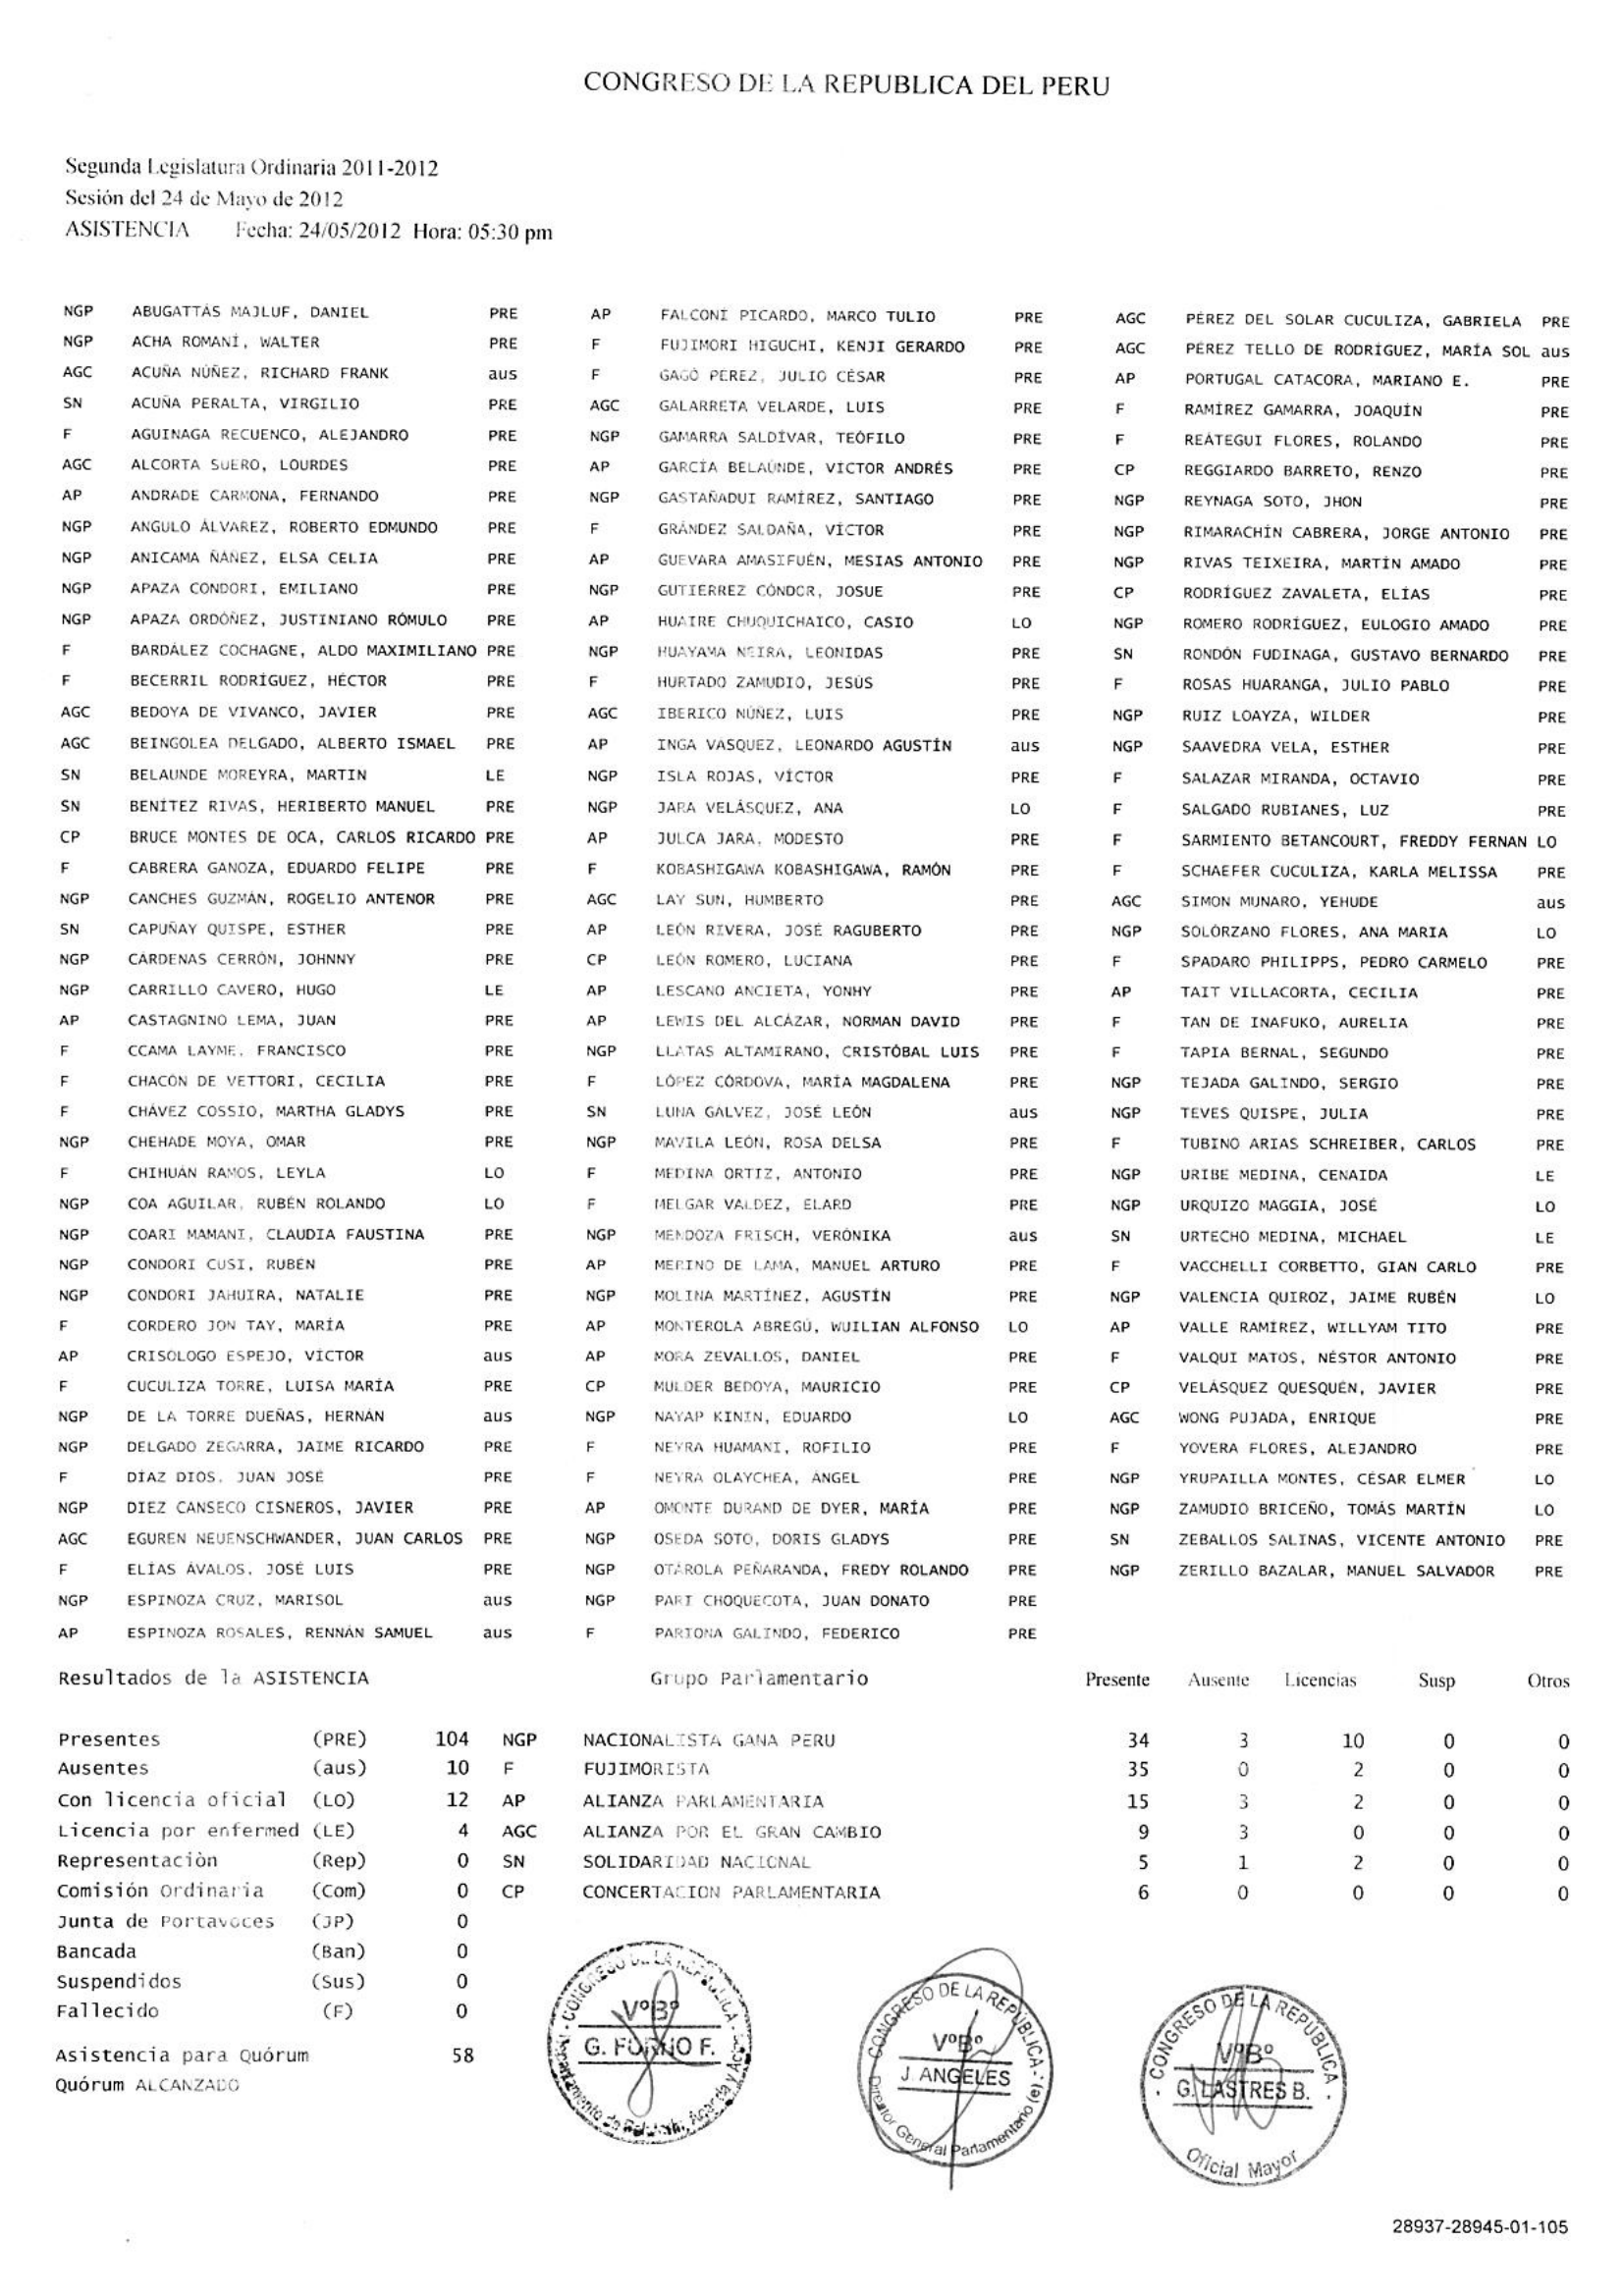 CONGRESO DE LA REPUBLICA DEL PERU
Segunda Legislatura Ordinaria 2011-2012
Sesión del 24 de Mayo de 2012
ASISTENCIA Fecha: 24/05/2012 Hora: 05:30 pm
NGP ABUGATTÁS MAJLUF, DANIEL PRE
NGP ACHA ROMANÍ, WALTER PRE
AGC ACUÑA NÚÑEZ, RICHARD FRANK aus
SN ACUÑA PERALTA, VIRGILIO PRE
F AGUINAGA RECUENCO, ALEJANDRO PRE
AGC ALCORTA SUERO, LOURDES PRE
AP ANDRADE CARMONA, FERNANDO PRE
NGP ANGULO ÁLVAREZ, ROBERTO EDMUNDO PRE
NGP ANICAMA ÑAÑEZ, ELSA CELIA PRE
NGP APAZA CONDORI, EMILIANO PRE
NGP APAZA ORDÓÑEZ, JUSTINIANO RÓMULO PRE
F BARDÁLEZ COCHAGNE, ALDO MAXIMILIANO PRE
F BECERRIL RODRÍGUEZ, HÉCTOR PRE
AGC BEDOYA DE VIVANCO, JAVIER PRE
AGC BEINGOLEA DELGADO, ALBERTO ISMAEL PRE
SN BELAUNDE MOREYRA, MARTIN LE
SN BENÍTEZ RIVAS, HERIBERTO MANUEL PRE
CP BRUCE MONTES DE OCA, CARLOS RICARDO PRE
F CABRERA GANOZA, EDUARDO FELIPE PRE
NGP CANCHES GUZMÁN, ROGELIO ANTENOR PRE
SN CAPUÑAY QUISPE, ESTHER PRE
NGP CÁRDENAS CERRÓN, JOHNNY PRE
NGP CARRILLO CAVERO, HUGO LE
AP CASTAGNINO LEMA, JUAN PRE
F CCAMA LAYME, FRANCISCO PRE
F CHACÓN DE VETTORI, CECILIA PRE
F CHÁVEZ COSSIO, MARTHA GLADYS PRE
NGP CHEHADE MOYA, OMAR PRE
F CHIHUÁN RAMOS, LEYLA LO
NGP COA AGUILAR, RUBÉN ROLANDO LO
NGP COARI MAMANI, CLAUDIA FAUSTINA PRE
NGP CONDORI CUSI, RUBÉN PRE
NGP CONDORI JAHUIRA, NATALIE PRE
F CORDERO JON TAY, MARÍA PRE
AP CRISÓLOGO ESPEJO, VÍCTOR aus
F CUCULIZA TORRE, LUISA MARÍA PRE
NGP DE LA TORRE DUEÑAS, HERNÁN aus
NGP DELGADO ZEGARRA, JAIME RICARDO PRE
F DÍAZ DIOS, JUAN JOSÉ PRE
NGP DIEZ CANSECO CISNEROS, JAVIER PRE
AGC EGUREN NEUENSCHWANDER, JUAN CARLOS PRE
F ELÍAS ÁVALOS, JOSÉ LUIS PRE
NGP ESPINOZA CRUZ, MARISOL aus
AP ESPINOZA ROSALES, RENNÁN SAMUEL aus
AP FALCONÍ PICARDO, MARCO TULIO PRE
F FUJIMORI HIGUCHI, KENJI GERARDO PRE
F GAGÓ PÉREZ, JULIO CÉSAR PRE
AGC GALARRETA VELARDE, LUIS PRE
NGP GAMARRA SALDÍVAR, TEÓFILO PRE
AP GARCÍA BELAÚNDE, VÍCTOR ANDRÉS PRE
NGP GASTAÑADUI RAMÍREZ, SANTIAGO PRE
F GRÁNDEZ SALDAÑA, VÍCTOR PRE
AP GUEVARA AMASIFUÉN, MESIAS ANTONIO PRE
NGP GUTIÉRREZ CÓNDOR, JOSUE PRE
AP HUAIRE CHUQUICHAICO, CASIO LO
NGP HUAYAMA NEIRA, LEONIDAS PRE
F HURTADO ZAMUDIO, JESÚS PRE
AGC IBERICO NÚÑEZ, LUIS PRE
AP INGA VÁSQUEZ, LEONARDO AGUSTÍN aus
NGP ISLA ROJAS, VÍCTOR PRE
NGP JARA VELÁSQUEZ, ANA LO
AP JULCA JARA, MODESTO PRE
F KOBASHIGAWA KOBASHIGAWA, RAMÓN PRE
AGC LAY SUN, HUMBERTO PRE
AP LEÓN RIVERA, JOSÉ RAGUBERTO PRE
CP LEÓN ROMERO, LUCIANA PRE
AP LESCANO ANCIETA, YONHY PRE
AP LEWIS DEL ALCÁZAR, NORMAN DAVID PRE
NGP LLATAS ALTAMIRANO, CRISTÓBAL LUIS PRE
F LÓPEZ CÓRDOVA, MARÍA MAGDALENA PRE
SN LUNA GÁLVEZ, JOSÉ LEÓN aus
NGP MAVILA LEÓN, ROSA DELSA PRE
F MEDINA ORTIZ, ANTONIO PRE
F MELGAR VALDEZ, ELARD PRE
NGP MENDOZA FRISCH, VERÓNIKA aus
AP MERINO DE LAMA, MANUEL ARTURO PRE
NGP MOLINA MARTÍNEZ, AGUSTÍN PRE
AP MONTEROLA ABREGÚ, WUILIAN ALFONSO LO
AP MORA ZEVALLOS, DANIEL PRE
CP MULDER BEDOYA, MAURICIO PRE
NGP NAYAP KININ, EDUARDO LO
F NEYRA HUAMANÍ, ROFILIO PRE
F NEYRA OLAYCHEA, ÁNGEL PRE
AP OMONTE DURAND DE DYER, MARÍA PRE
NGP OSEDA SOTO, DORIS GLADYS PRE
NGP OTÁROLA PEÑARANDA, FREDY ROLANDO PRE
NGP PARI CHOQUECOTA, JUAN DONATO PRE
F PARIONA GALINDO, FEDERICO PRE
AGC PÉREZ DEL SOLAR CUCULIZA, GABRIELA PRE
AGC PÉREZ TELLO DE RODRÍGUEZ, MARÍA SOL aus
AP PORTUGAL CATACORA, MARIANO E. PRE
F RAMÍREZ GAMARRA, JOAQUÍN PRE
F REÁTEGUI FLORES, ROLANDO PRE
CP REGGIARDO BARRETO, RENZO PRE
NGP REYNAGA SOTO, JHON PRE
NGP RIMARACHÍN CABRERA, JORGE ANTONIO PRE
NGP RIVAS TEIXEIRA, MARTÍN AMADO PRE
CP RODRÍGUEZ ZAVALETA, ELÍAS PRE
NGP ROMERO RODRÍGUEZ, EULOGIO AMADO PRE
SN RONDÓN FUDINAGA, GUSTAVO BERNARDO PRE
F ROSAS HUARANGA, JULIO PABLO PRE
NGP RUIZ LOAYZA, WILDER PRE
NGP SAAVEDRA VELA, ESTHER PRE
F SALAZAR MIRANDA, OCTAVIO PRE
F SALGADO RUBIANES, LUZ PRE
F SARMIENTO BETANCOURT, FREDDY FERNAN LO
F SCHAEFER CUCULIZA, KARLA MELISSA PRE
AGC SIMON MUNARO, YEHUDE aus
NGP SOLÓRZANO FLORES, ANA MARIA LO
F SPADARO PHILIPPS, PEDRO CARMELO PRE
AP TAIT VILLACORTA, CECILIA PRE
F TAN DE INAFUKO, AURELIA PRE
F TAPIA BERNAL, SEGUNDO PRE
NGP TEJADA GALINDO, SERGIO PRE
NGP TEVES QUISPE, JULIA PRE
F TUBINO ARIAS SCHREIBER, CARLOS PRE
NGP URIBE MEDINA, CENAIDA LE
NGP URQUIZO MAGGIA, JOSÉ LO
SN URTECHO MEDINA, MICHAEL LE
F VACCHELLI CORBETTO, GIAN CARLO PRE
NGP VALENCIA QUIROZ, JAIME RUBÉN LO
AP VALLE RAMÍREZ, WILLYAM TITO PRE
F VALQUI MATOS, NÉSTOR ANTONIO PRE
CP VELÁSQUEZ QUESQUÉN, JAVIER PRE
AGC WONG PUJADA, ENRIQUE PRE
F YOVERA FLORES, ALEJANDRO PRE
NGP YRUPAILLA MONTES, CÉSAR ELMER LO
NGP ZAMUDIO BRICEÑO, TOMÁS MARTÍN LO
SN ZEBALLOS SALINAS, VICENTE ANTONIO PRE
NGP ZERILLO BAZALAR, MANUEL SALVADOR PRE
Resultados de la ASISTENCIA
Presentes (PRE) 104
Ausentes (aus) 10
Con licencia oficial (LO) 12
Licencia por enfermed (LE) 4
Representación (Rep) 0
Comisión Ordinaria (Com) 0
Junta de Portavoces (JP) 0
Bancada (Ban) 0
Suspendidos (Sus) 0
Fallecido (F) 0
Asistencia para Quórum 58
Quórum ALCANZADO
Grupo Parlamentario Presente Ausente Licencias Susp Otros
NGP NACIONALISTA GANA PERU 34 3 10 0 0
F FUJIMORISTA 35 0 2 0 0
AP ALIANZA PARLAMENTARIA 15 3 2 0 0
AGC ALIANZA POR EL GRAN CAMBIO 9 3 0 0 0
SN SOLIDARIDAD NACIONAL 5 1 2 0 0
CP CONCERTACION PARLAMENTARIA 6 0 0 0 0
CONGRESO DE LA REPUBLICA
VºBº
G. FORNO F.
CONGRESO DE LA REPÚBLICA
VºBº
J. ANGELES
Director General Parlamentario (e)
CONGRESO DE LA REPÚBLICA
VºBº
G. LASTRES B.
Oficial Mayor
28937-28945-01-105